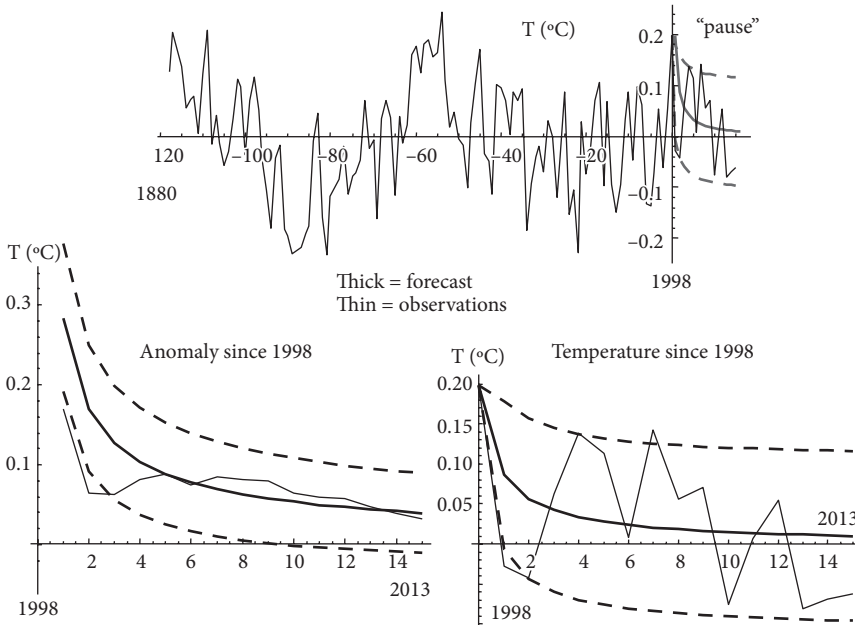 T (ºC)
“pause”
0.2
0.1
120 −100 −80 −60 −40 −20
−0.1
−0.2
1880
1998
Thick = forecast
Thin = observations
T (ºC)
Anomaly since 1998
0.3
0.2
0.1
2 4 6 8 10 12 14
2013
1998
T (ºC)
Temperature since 1998
0.20
0.15
0.10
0.05
2013
2 4 6 8 10 12 14
1998